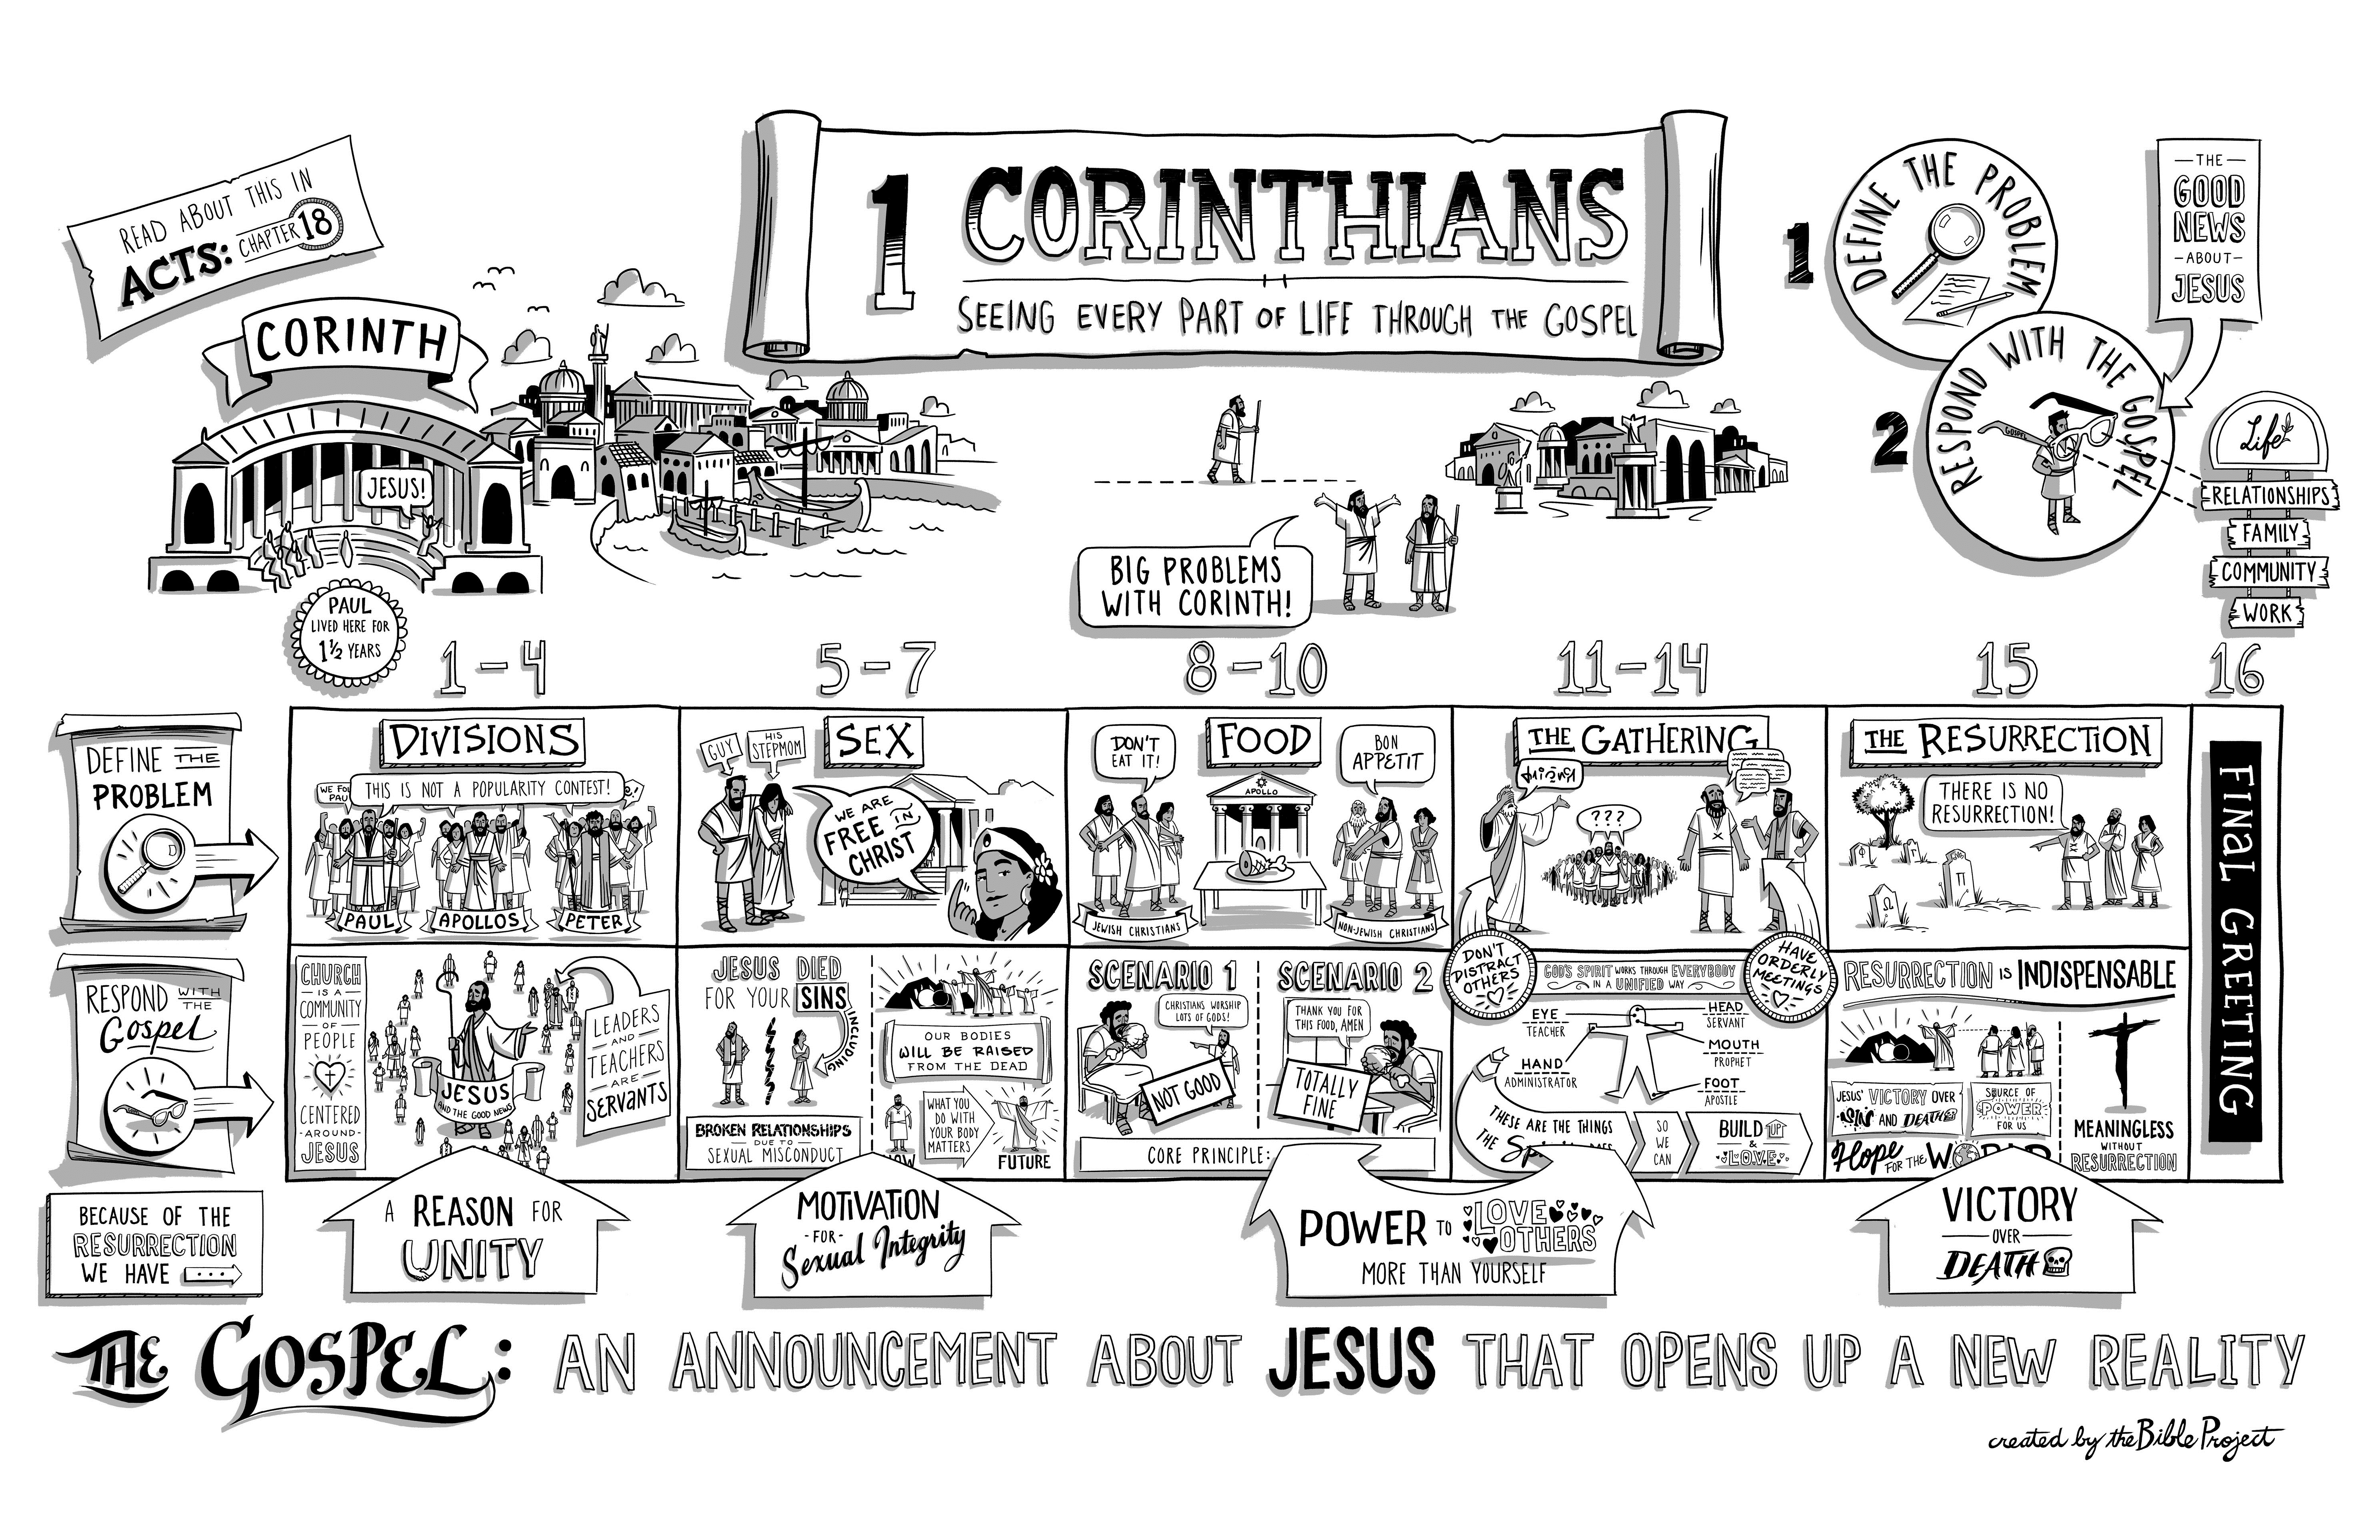 READ ABOUT THIS IN
ACTS: CHAPTER 18
CORINTH
JESUS!
PAUL
LIVED HERE FOR
1½ YEARS
1 CORINTHIANS
SEEING EVERY PART OF LIFE THROUGH THE GOSPEL
BIG PROBLEMS
WITH CORINTH!
1
DEFINE THE PROBLEM
2
RESPOND WITH THE GOSPEL
GOSPEL
THE
GOOD
NEWS
ABOUT
JESUS
Life
RELATIONSHIPS
FAMILY
COMMUNITY
WORK
1-4
5-7
8-10
11-14
15
16
DEFINE THE
PROBLEM
DIVISIONS
THIS IS NOT A POPULARITY CONTEST!
PAUL
APOLLOS
PETER
SEX
GUY
HIS
STEPMOM
WE ARE
FREE IN
CHRIST
FOOD
DON'T
EAT IT!
BON
APPETIT
APOLLO
JEWISH CHRISTIANS
NON-JEWISH CHRISTIANS
THE GATHERING
???
THE RESURRECTION
THERE IS NO
RESURRECTION!
Π
Ω
FINAL GREETING
RESPOND WITH
THE
Gospel
CHURCH
IS A
COMMUNITY
OF
PEOPLE
CENTERED
AROUND
JESUS
JESUS
AND THE GOOD NEWS
LEADERS
AND
TEACHERS
ARE
SERVANTS
JESUS DIED
FOR YOUR SINS
INCLUDING
BROKEN RELATIONSHIPS
DUE TO
SEXUAL MISCONDUCT
OUR BODIES
WILL BE RAISED
FROM THE DEAD
WHAT YOU
DO WITH
YOUR BODY
MATTERS
FUTURE
SCENARIO 1
CHRISTIANS WORSHIP
LOTS OF GODS!
NOT GOOD
SCENARIO 2
THANK YOU FOR
THIS FOOD, AMEN
TOTALLY
FINE
CORE PRINCIPLE:
DON'T
DISTRACT
OTHERS
GOD'S SPIRIT WORKS THROUGH EVERYBODY
IN A UNIFIED WAY
HAVE
ORDERLY
MEETINGS
EYE
TEACHER
HAND
ADMINISTRATOR
HEAD
SERVANT
MOUTH
PROPHET
FOOT
APOSTLE
THESE ARE THE THINGS
THE
SO
WE
CAN
BUILD UP
&
LOVE
RESURRECTION IS INDISPENSABLE
JESUS' VICTORY OVER
SIN AND DEATH
SOURCE OF
POWER
FOR US
Hope FOR THE WORLD
MEANINGLESS
WITHOUT
RESURRECTION
BECAUSE OF THE
RESURRECTION
WE HAVE
A REASON FOR
UNITY
MOTIVATION
-FOR-
Sexual Integrity
POWER TO LOVE
OTHERS
MORE THAN YOURSELF
VICTORY
OVER
DEATH
THE GOSPEL: AN ANNOUNCEMENT ABOUT JESUS THAT OPENS UP A NEW REALITY
created by theBibleProject